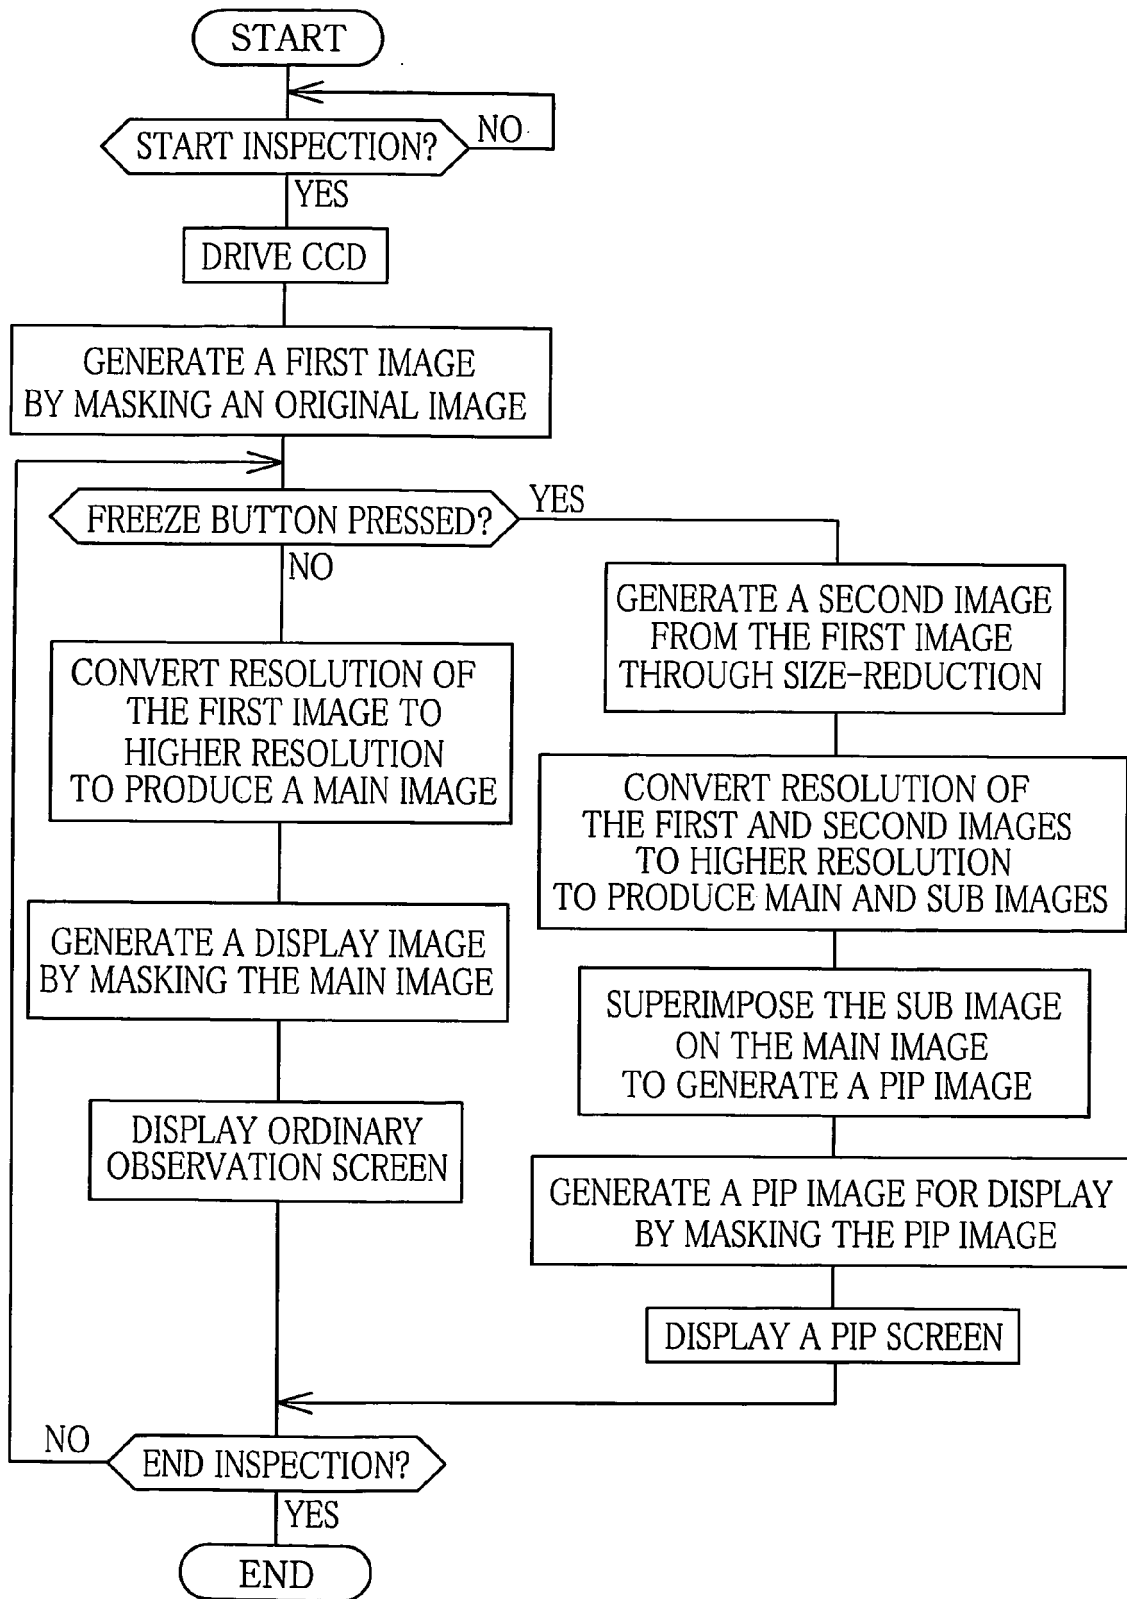 START
START INSPECTION?
NO
YES
DRIVE CCD
GENERATE A FIRST IMAGE
BY MASKING AN ORIGINAL IMAGE
FREEZE BUTTON PRESSED?
YES
NO
CONVERT RESOLUTION OF
THE FIRST IMAGE TO
HIGHER RESOLUTION
TO PRODUCE A MAIN IMAGE
GENERATE A DISPLAY IMAGE
BY MASKING THE MAIN IMAGE
DISPLAY ORDINARY
OBSERVATION SCREEN
GENERATE A SECOND IMAGE
FROM THE FIRST IMAGE
THROUGH SIZE-REDUCTION
CONVERT RESOLUTION OF
THE FIRST AND SECOND IMAGES
TO HIGHER RESOLUTION
TO PRODUCE MAIN AND SUB IMAGES
SUPERIMPOSE THE SUB IMAGE
ON THE MAIN IMAGE
TO GENERATE A PIP IMAGE
GENERATE A PIP IMAGE FOR DISPLAY
BY MASKING THE PIP IMAGE
DISPLAY A PIP SCREEN
NO
END INSPECTION?
YES
END